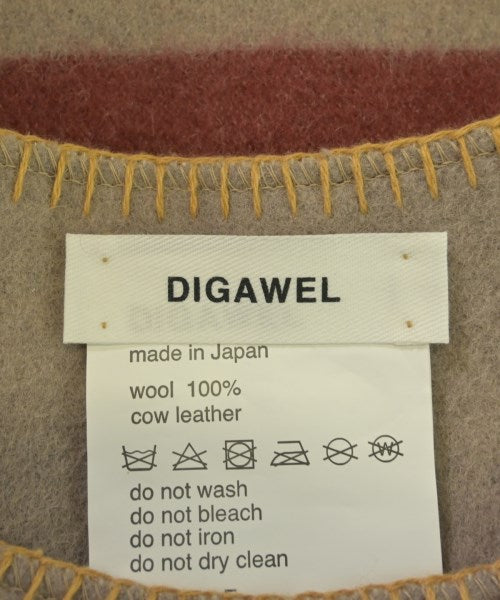 DIGAWEL
made in Japan
wool 100%
cow leather
W
do not wash
do not bleach
do not iron
do not dry clean